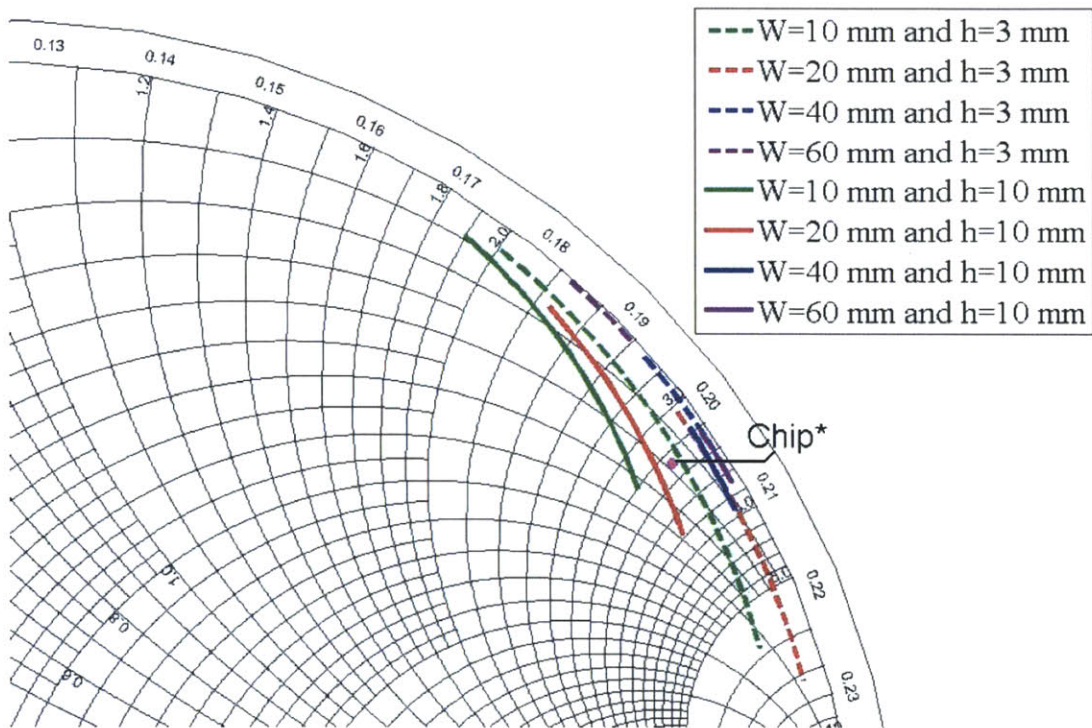 W=10 mm and h=3 mm
W=20 mm and h=3 mm
W=40 mm and h=3 mm
W=60 mm and h=3 mm
W=10 mm and h=10 mm
W=20 mm and h=10 mm
W=40 mm and h=10 mm
W=60 mm and h=10 mm
0.13
0.14
0.15
0.16
0.17
0.18
0.19
0.20
0.21
0.22
0.23
1.2
1.4
1.6
1.8
2.0
3
Chip*
1.0
0.8
0.6